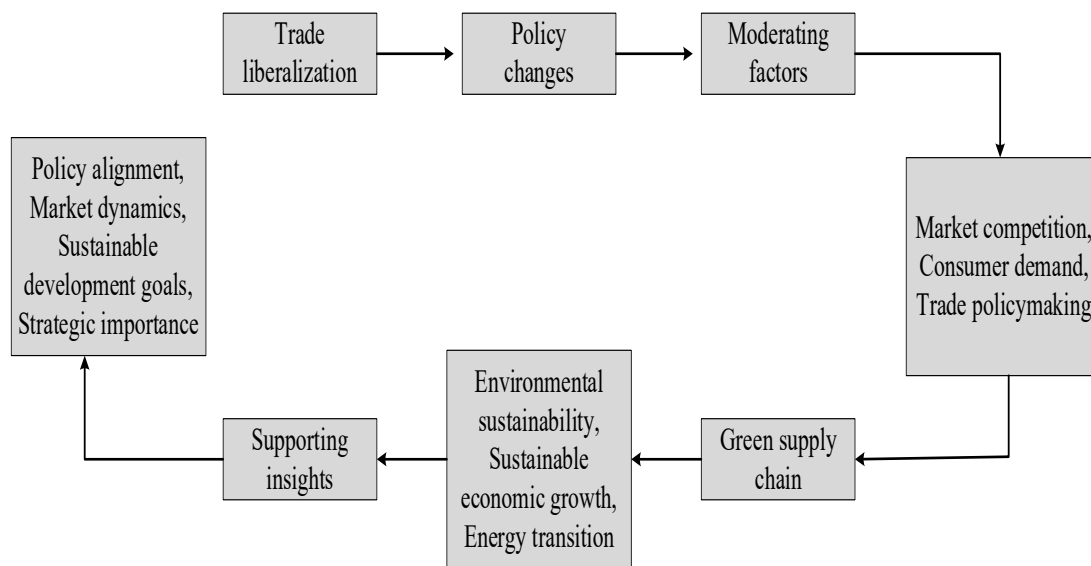 Trade
liberalization
Policy
changes
Moderating
factors
Market competition,
Consumer demand,
Trade policymaking
Green supply
chain
Environmental
sustainability,
Sustainable
economic growth,
Energy transition
Supporting
insights
Policy alignment,
Market dynamics,
Sustainable
development goals,
Strategic importance